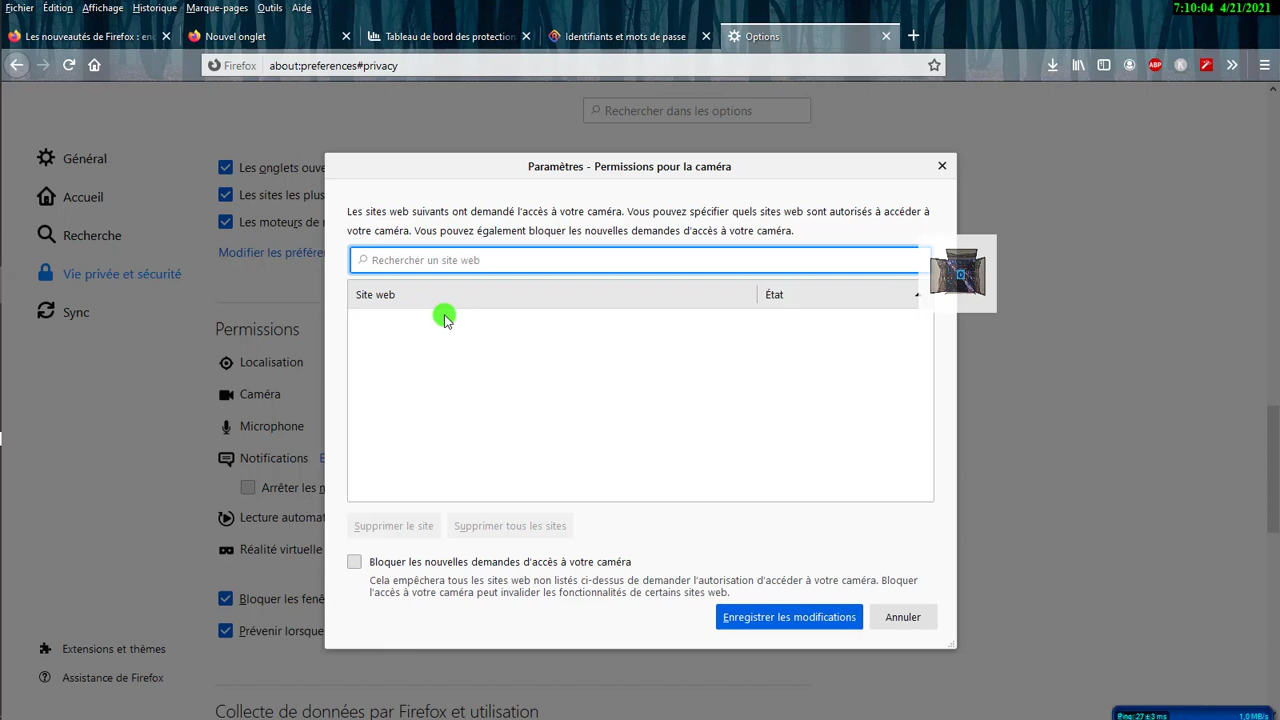 Fichier Édition Affichage Historique Marque-pages Outils Aide
7:10:04 4/21/2021
Les nouveautés de Firefox : enc
Nouvel onglet
Tableau de bord des protection
Identifiants et mots de passe
Options
Firefox about:preferences#privacy
ABP
Rechercher dans les options
Général
Accueil
Recherche
Vie privée et sécurité
Sync
Les onglets ouve
Les sites les plus
Les moteurs de r
Modifier les préfére
Permissions
Localisation
Caméra
Microphone
Notifications
Arrêter les n
Lecture automat
Réalité virtuelle
Bloquer les fenê
Prévenir lorsque
Extensions et thèmes
Assistance de Firefox
Collecte de données par Firefox et utilisation
Paramètres - Permissions pour la caméra
Les sites web suivants ont demandé l'accès à votre caméra. Vous pouvez spécifier quels sites web sont autorisés à accéder à
votre caméra. Vous pouvez également bloquer les nouvelles demandes d'accès à votre caméra.
Rechercher un site web
Site web État
Supprimer le site Supprimer tous les sites
Bloquer les nouvelles demandes d'accès à votre caméra
Cela empêchera tous les sites web non listés ci-dessus de demander l'autorisation d'accéder à votre caméra. Bloquer
l'accès à votre caméra peut invalider les fonctionnalités de certains sites web.
Enregistrer les modifications Annuler
Ping: 27±3 ms 1,0 MB/s